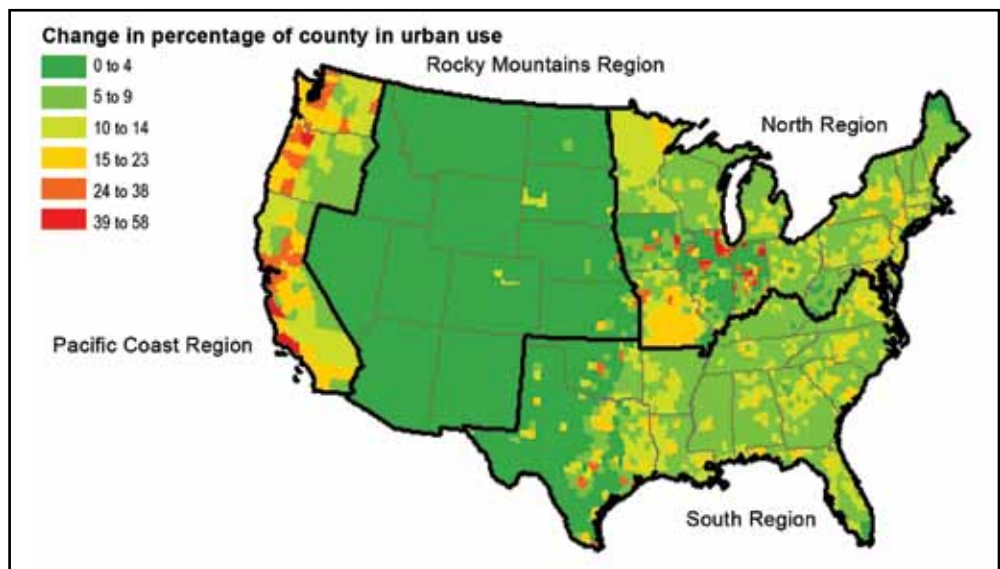 Change in percentage of county in urban use
0 to 4
5 to 9
10 to 14
15 to 23
24 to 38
39 to 58
Rocky Mountains Region
North Region
Pacific Coast Region
South Region